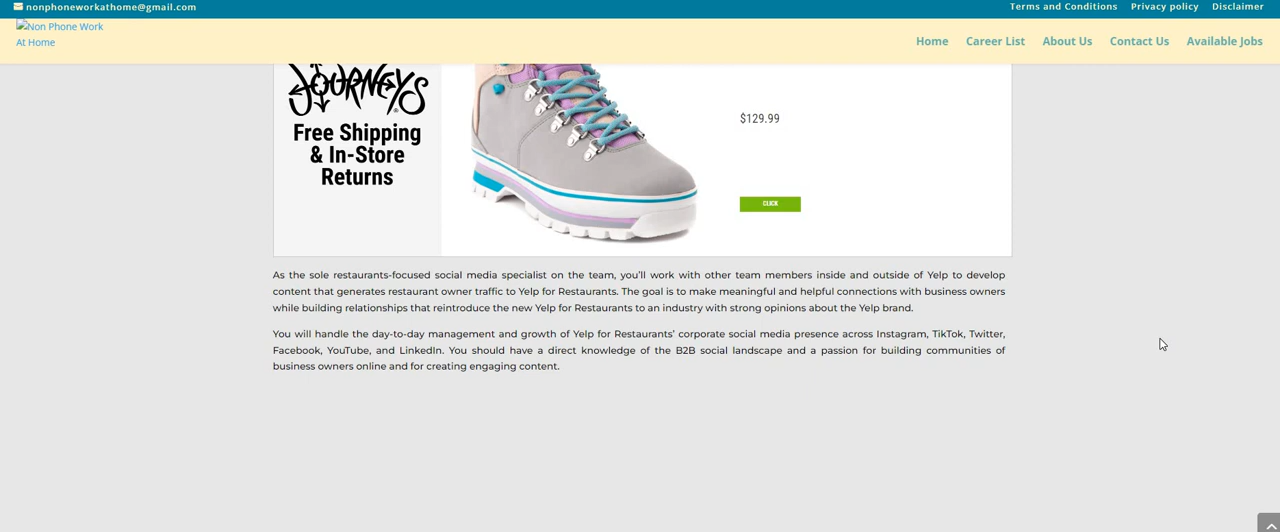 nonphoneworkathome@gmail.com
Terms and Conditions Privacy policy Disclaimer
Non Phone Work
At Home
Home Career List About Us Contact Us Available Jobs
JOURNEYS
Free Shipping
& In-Store
Returns
$129.99
CLICK
As the sole restaurants-focused social media specialist on the team, you’ll work with other team members inside and outside of Yelp to develop
content that generates restaurant owner traffic to Yelp for Restaurants. The goal is to make meaningful and helpful connections with business owners
while building relationships that reintroduce the new Yelp for Restaurants to an industry with strong opinions about the Yelp brand.
You will handle the day-to-day management and growth of Yelp for Restaurants’ corporate social media presence across Instagram, TikTok, Twitter,
Facebook, YouTube, and LinkedIn. You should have a direct knowledge of the B2B social landscape and a passion for building communities of
business owners online and for creating engaging content.